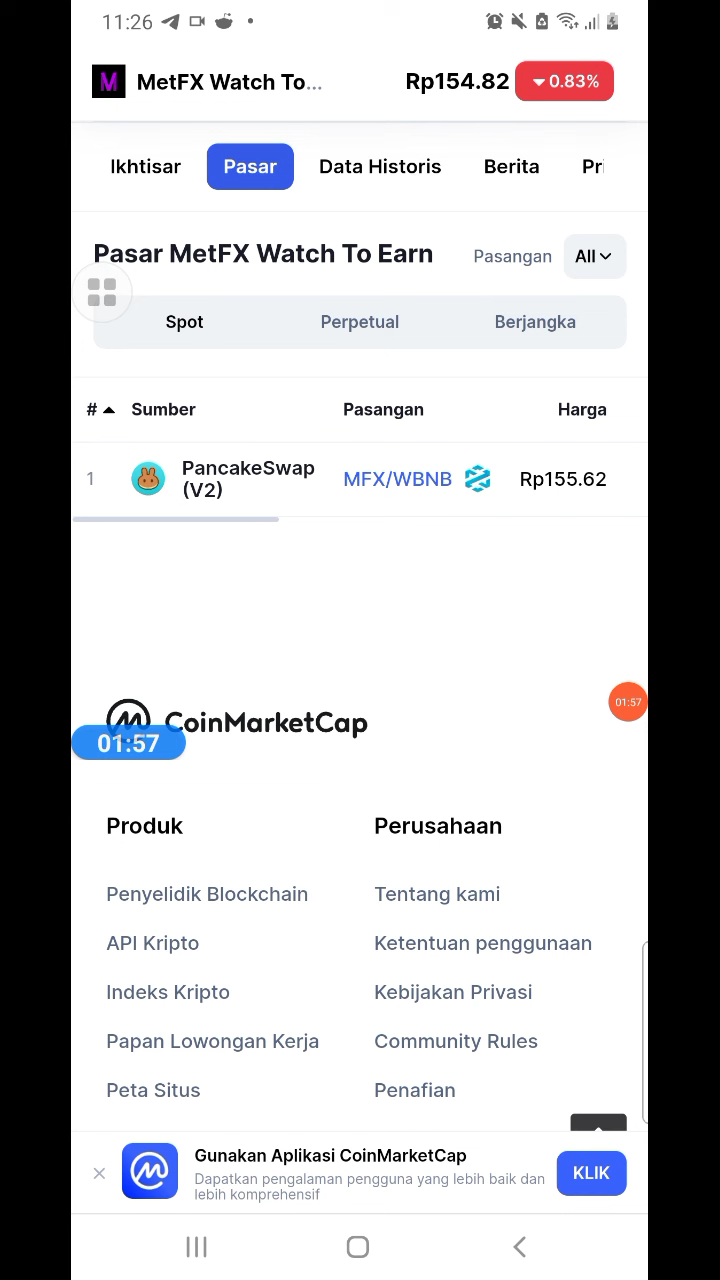 11:26
MetFX Watch To...
Rp154.82
0.83%
Ikhtisar Pasar Data Historis Berita Pri
Pasar MetFX Watch To Earn
Pasangan All
Spot Perpetual Berjangka
# Sumber Pasangan Harga
1 PancakeSwap (V2) MFX/WBNB Rp155.62
CoinMarketCap
01:57
01:57
Produk Perusahaan
Penyelidik Blockchain Tentang kami
API Kripto Ketentuan penggunaan
Indeks Kripto Kebijakan Privasi
Papan Lowongan Kerja Community Rules
Peta Situs Penafian
Gunakan Aplikasi CoinMarketCap
Dapatkan pengalaman pengguna yang lebih baik dan
lebih komprehensif
KLIK